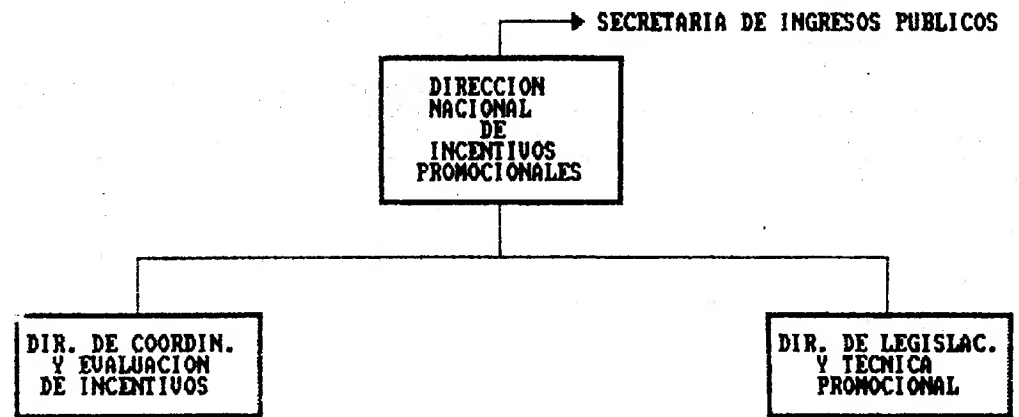 SECRETARIA DE INGRESOS PUBLICOS
DIRECCION
NACIONAL
DE
INCENTIVOS
PROMOCIONALES
DIR. DE COORDIN.
Y EVALUACION
DE INCENTIVOS
DIR. DE LEGISLAC.
Y TECNICA
PROMOCIONAL